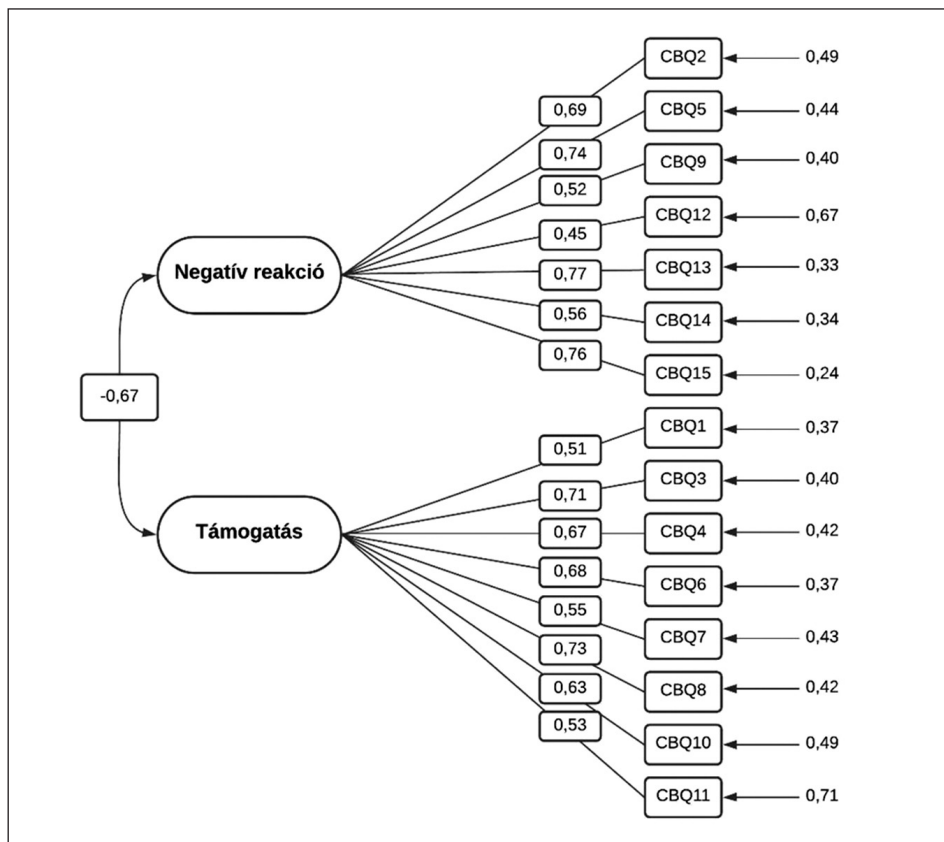 CBQ2
0,49
0,69
CBQ5
0,44
0,74
CBQ9
0,40
0,52
CBQ12
0,67
0,45
Negatív reakció
0,77
CBQ13
0,33
0,56
CBQ14
0,34
0,76
CBQ15
0,24
-0,67
CBQ1
0,37
0,51
CBQ3
0,40
0,71
Támogatás
0,67
CBQ4
0,42
0,68
CBQ6
0,37
0,55
CBQ7
0,43
0,73
CBQ8
0,42
0,63
CBQ10
0,49
0,53
CBQ11
0,71